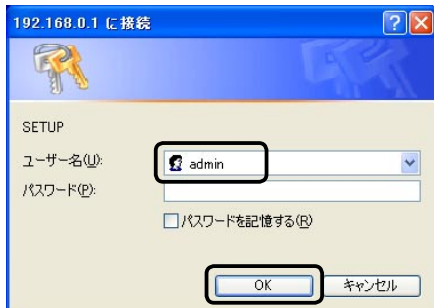 192.168.0.1 に接続
SETUP
ユーザー名(U):
admin
パスワード(P):
パスワードを記憶する(R)
OK
キャンセル